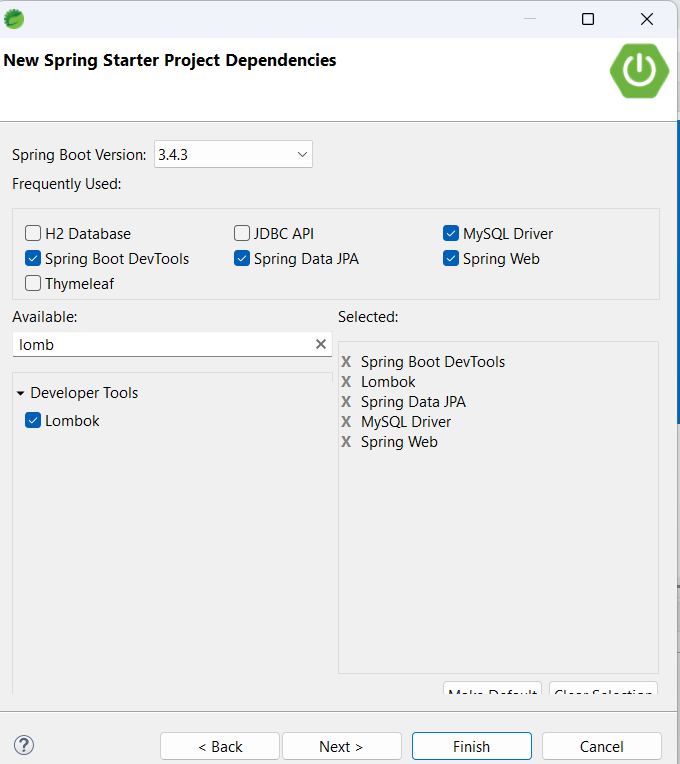 New Spring Starter Project Dependencies
Spring Boot Version: 3.4.3
Frequently Used:
H2 Database JDBC API MySQL Driver
Spring Boot DevTools Spring Data JPA Spring Web
Thymeleaf
Available: Selected:
lomb
Developer Tools
Lombok
X Spring Boot DevTools
X Lombok
X Spring Data JPA
X MySQL Driver
X Spring Web
Make Default Clear Selection
< Back Next > Finish Cancel